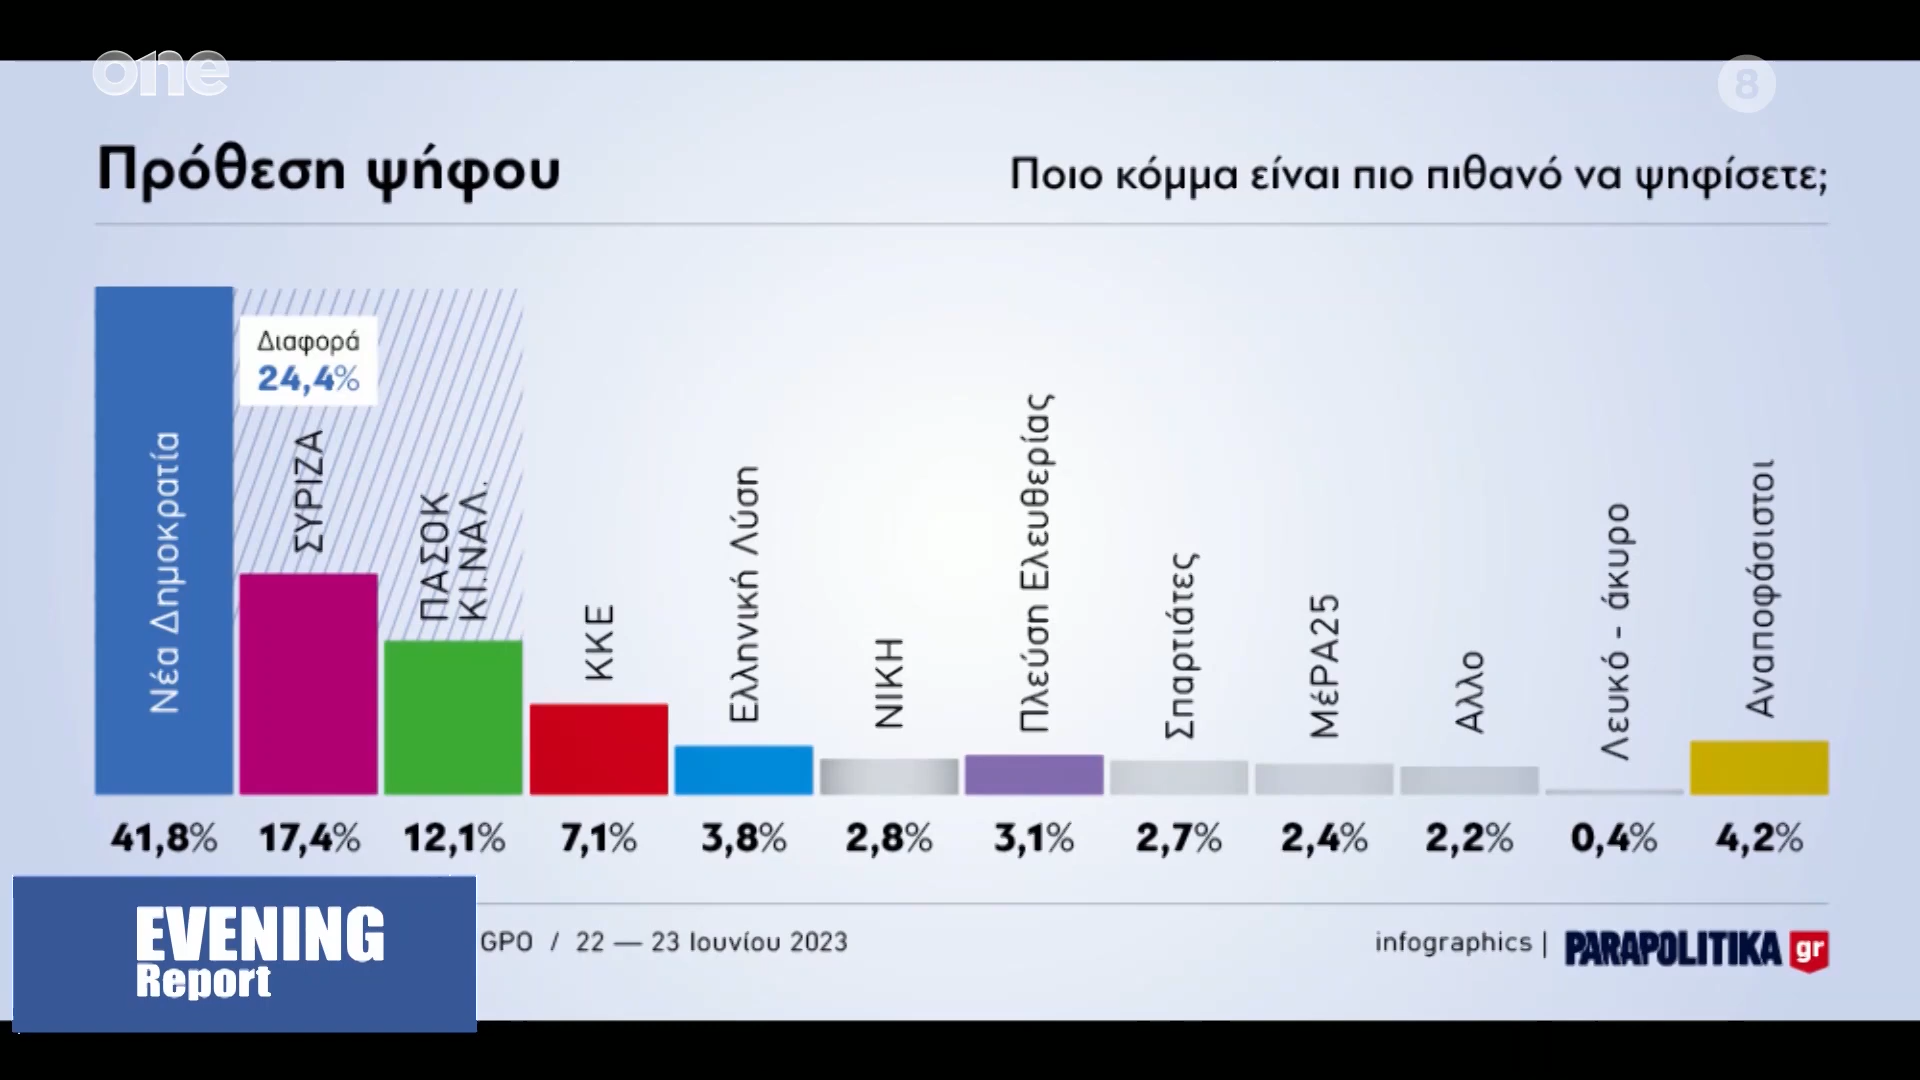 one
8
Πρόθεση ψήφου
Ποιο κόμμα είναι πιο πιθανό να ψηφίσετε;
Διαφορά
24,4%
Νέα Δημοκρατία
ΣΥΡΙΖΑ
ΠΑΣΟΚ
ΚΙ.ΝΑΛ.
ΚΚΕ
Ελληνική Λύση
ΝΙΚΗ
Πλεύση Ελευθερίας
Σπαρτιάτες
ΜέΡΑ25
Αλλο
Λευκό - άκυρο
Αναποφάσιστοι
41,8% 17,4% 12,1% 7,1% 3,8% 2,8% 3,1% 2,7% 2,4% 2,2% 0,4% 4,2%
EVENING
Report
GPO / 22 — 23 Ιουνίου 2023
infographics | PARAPOLITIKA gr